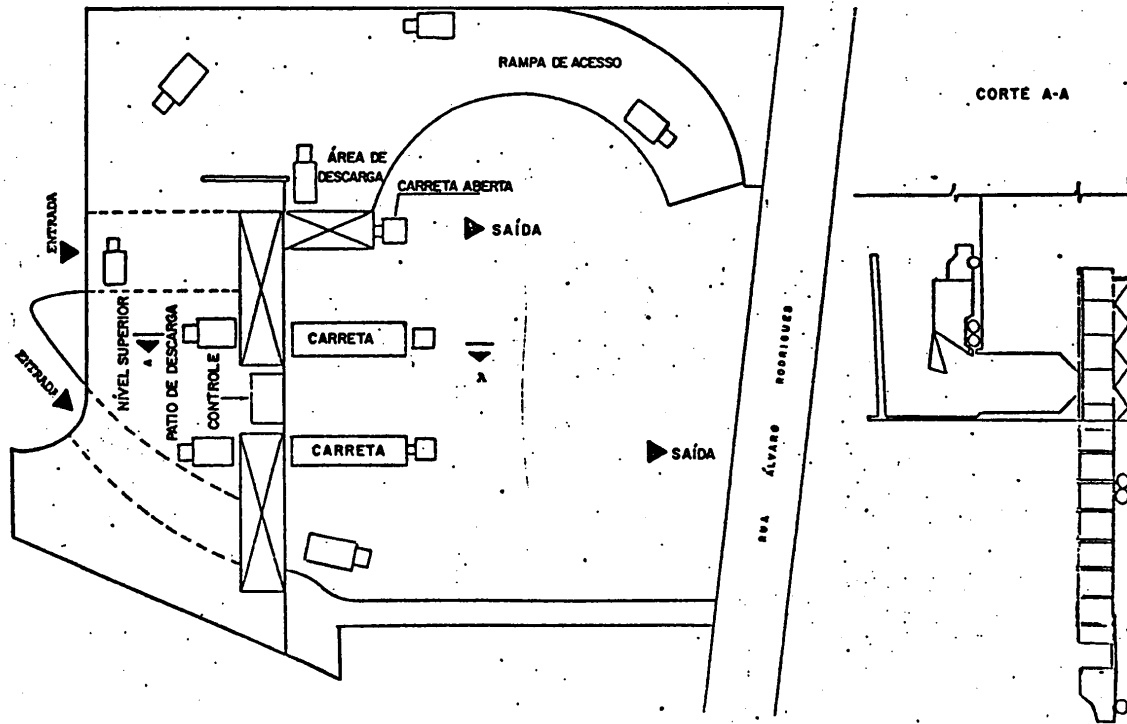 RAMPA DE ACESSO
CORTE A-A
ÁREA DE
DESCARGA
CARRETA ABERTA
ENTRADA
SAÍDA
NÍVEL SUPERIOR
A
PATIO DE DESCARGA
CONTROLE
CARRETA
A
ENTRADA
CARRETA
SAÍDA
RUA ÁLVARO RODRIGUES